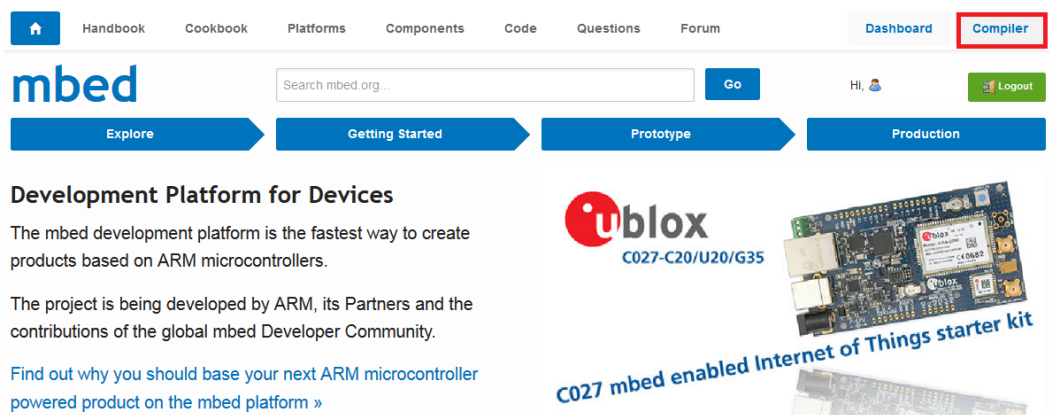 Handbook Cookbook Platforms Components Code Questions Forum Dashboard Compiler
mbed
Search mbed.org...
Go
Hi,
Logout
Explore Getting Started Prototype Production
Development Platform for Devices
The mbed development platform is the fastest way to create
products based on ARM microcontrollers.
The project is being developed by ARM, its Partners and the
contributions of the global mbed Developer Community.
Find out why you should base your next ARM microcontroller
powered product on the mbed platform »
ublox
C027-C20/U20/G35
ublox
CE0682
ublox
C027 mbed enabled Internet of Things starter kit